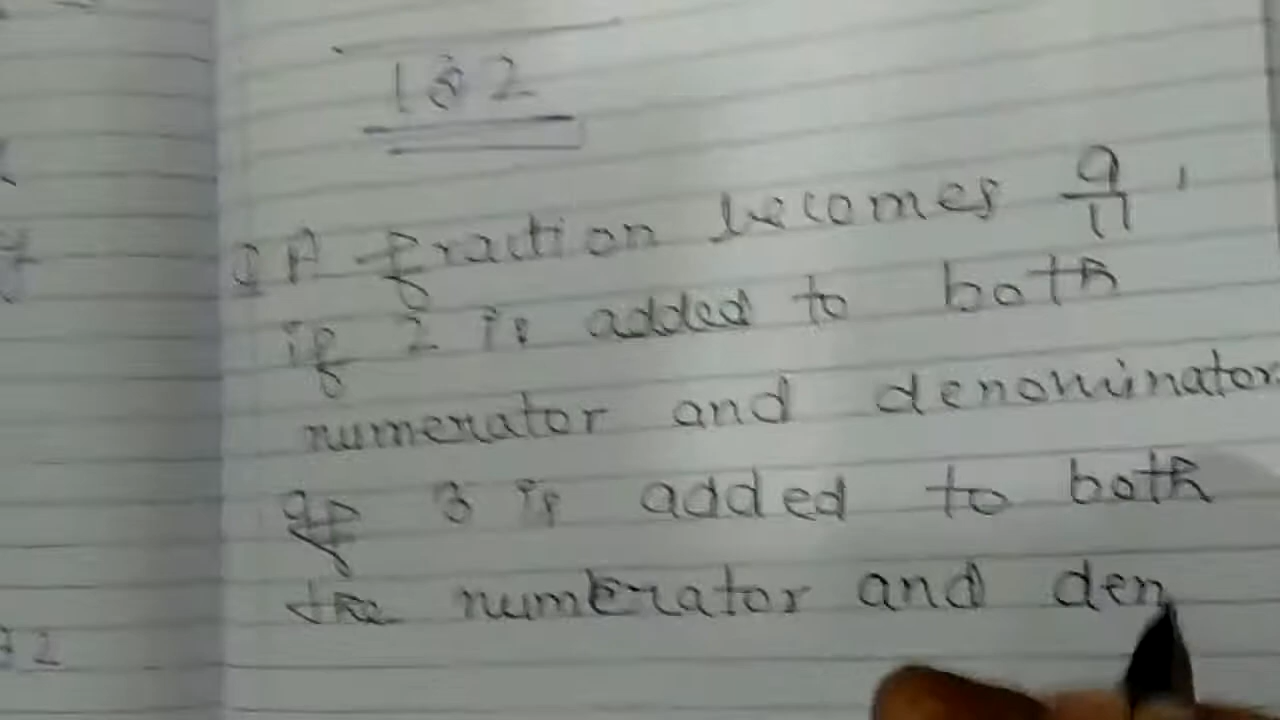 182
Q A fraction becomes 9/11,
if 2 is added to both
numerator and denominator
If 3 is added to both
the numerator and den
2